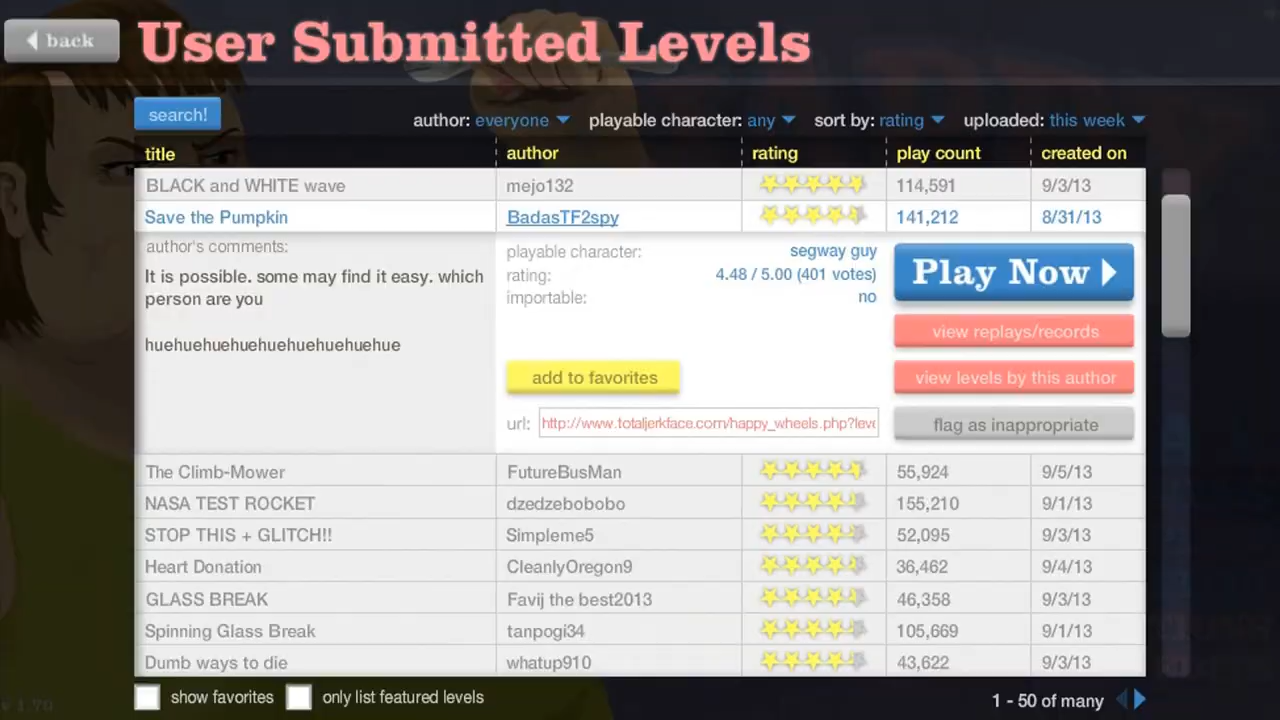 back
User Submitted Levels
search!
author: everyone playable character: any sort by: rating uploaded: this week
title author rating play count created on
BLACK and WHITE wave mejo132 114,591 9/3/13
Save the Pumpkin BadasTF2spy 141,212 8/31/13
author's comments:
It is possible. some may find it easy. which
person are you
huehuehuehuehuehuehuehuehue
playable character: segway guy
rating: 4.48 / 5.00 (401 votes)
importable: no
add to favorites
url: http://www.totaljerkface.com/happy_wheels.php?leve
Play Now
view replays/records
view levels by this author
flag as inappropriate
The Climb-Mower FutureBusMan 55,924 9/5/13
NASA TEST ROCKET dzedzebobobo 155,210 9/1/13
STOP THIS + GLITCH!! Simpleme5 52,095 9/3/13
Heart Donation CleanlyOregon9 36,462 9/4/13
GLASS BREAK Favij the best2013 46,358 9/3/13
Spinning Glass Break tanpogi34 105,669 9/1/13
Dumb ways to die whatup910 43,622 9/3/13
show favorites only list featured levels 1 - 50 of many
v 1.70